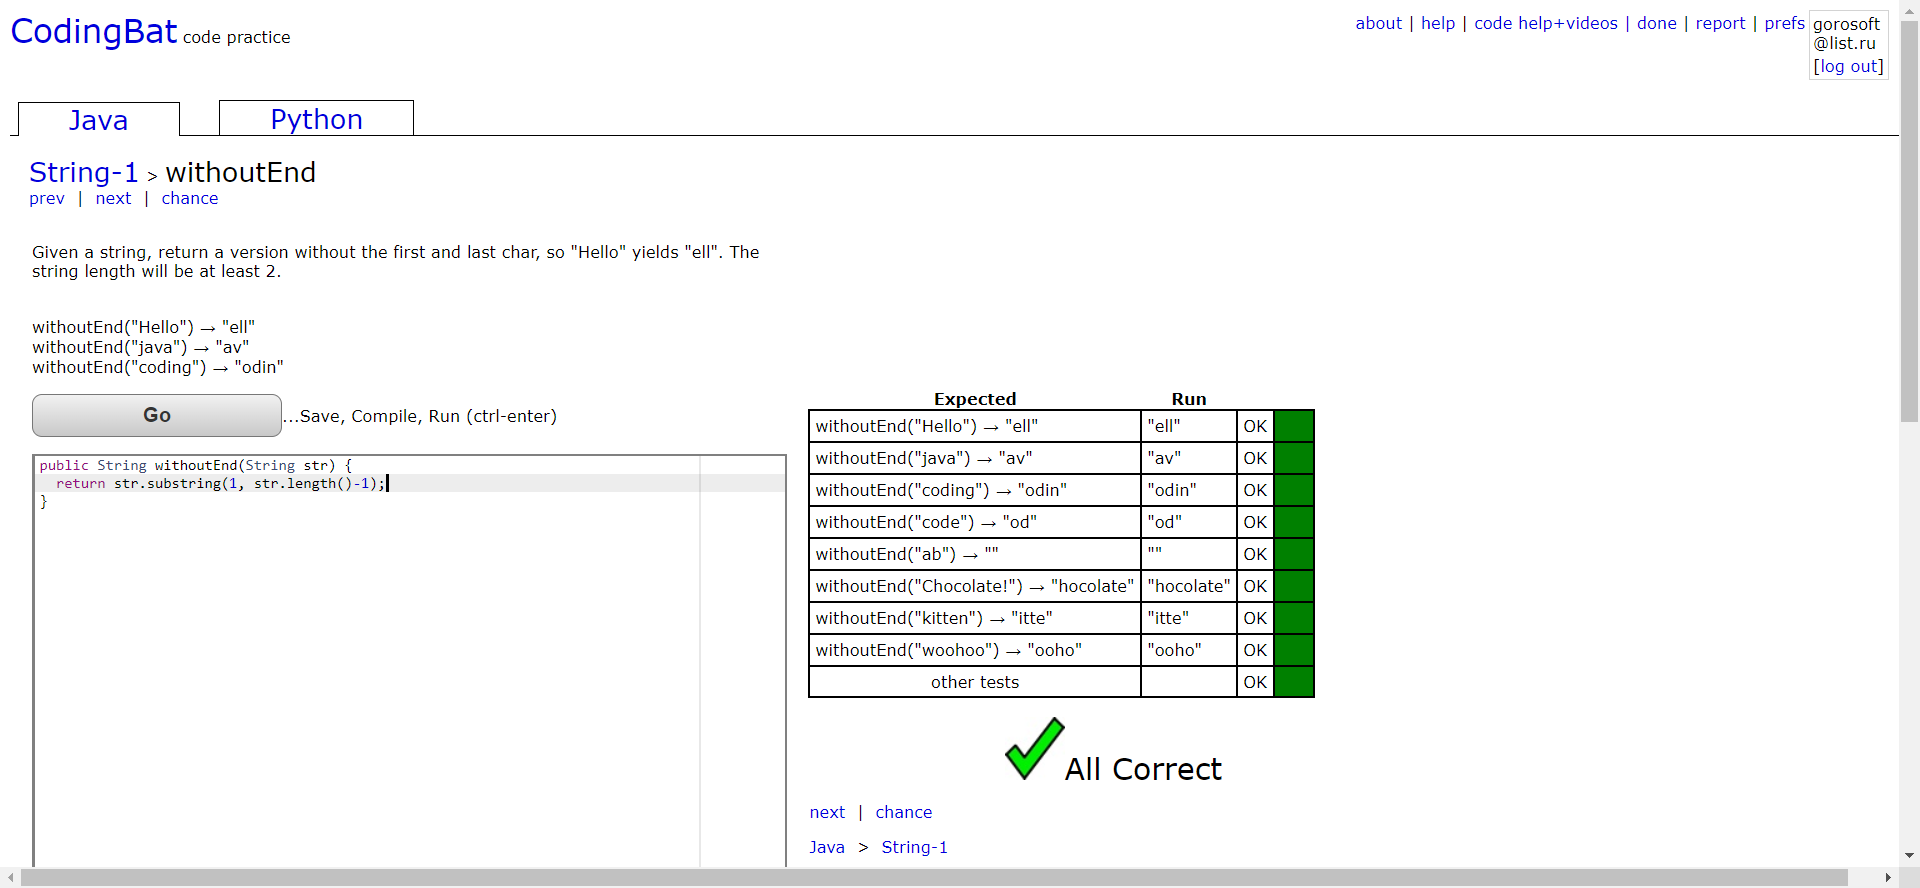 CodingBat code practice
about | help | code help+videos | done | report | prefs
gorosoft
@list.ru
[log out]
Java
Python
String-1 > withoutEnd
prev | next | chance
Given a string, return a version without the first and last char, so "Hello" yields "ell". The
string length will be at least 2.
withoutEnd("Hello") → "ell"
withoutEnd("java") → "av"
withoutEnd("coding") → "odin"
Go
...Save, Compile, Run (ctrl-enter)
public String withoutEnd(String str) {
  return str.substring(1, str.length()-1);
}
Expected Run
withoutEnd("Hello") → "ell" "ell" OK
withoutEnd("java") → "av" "av" OK
withoutEnd("coding") → "odin" "odin" OK
withoutEnd("code") → "od" "od" OK
withoutEnd("ab") → "" "" OK
withoutEnd("Chocolate!") → "hocolate" "hocolate" OK
withoutEnd("kitten") → "itte" "itte" OK
withoutEnd("woohoo") → "ooho" "ooho" OK
other tests OK
All Correct
next | chance
Java > String-1